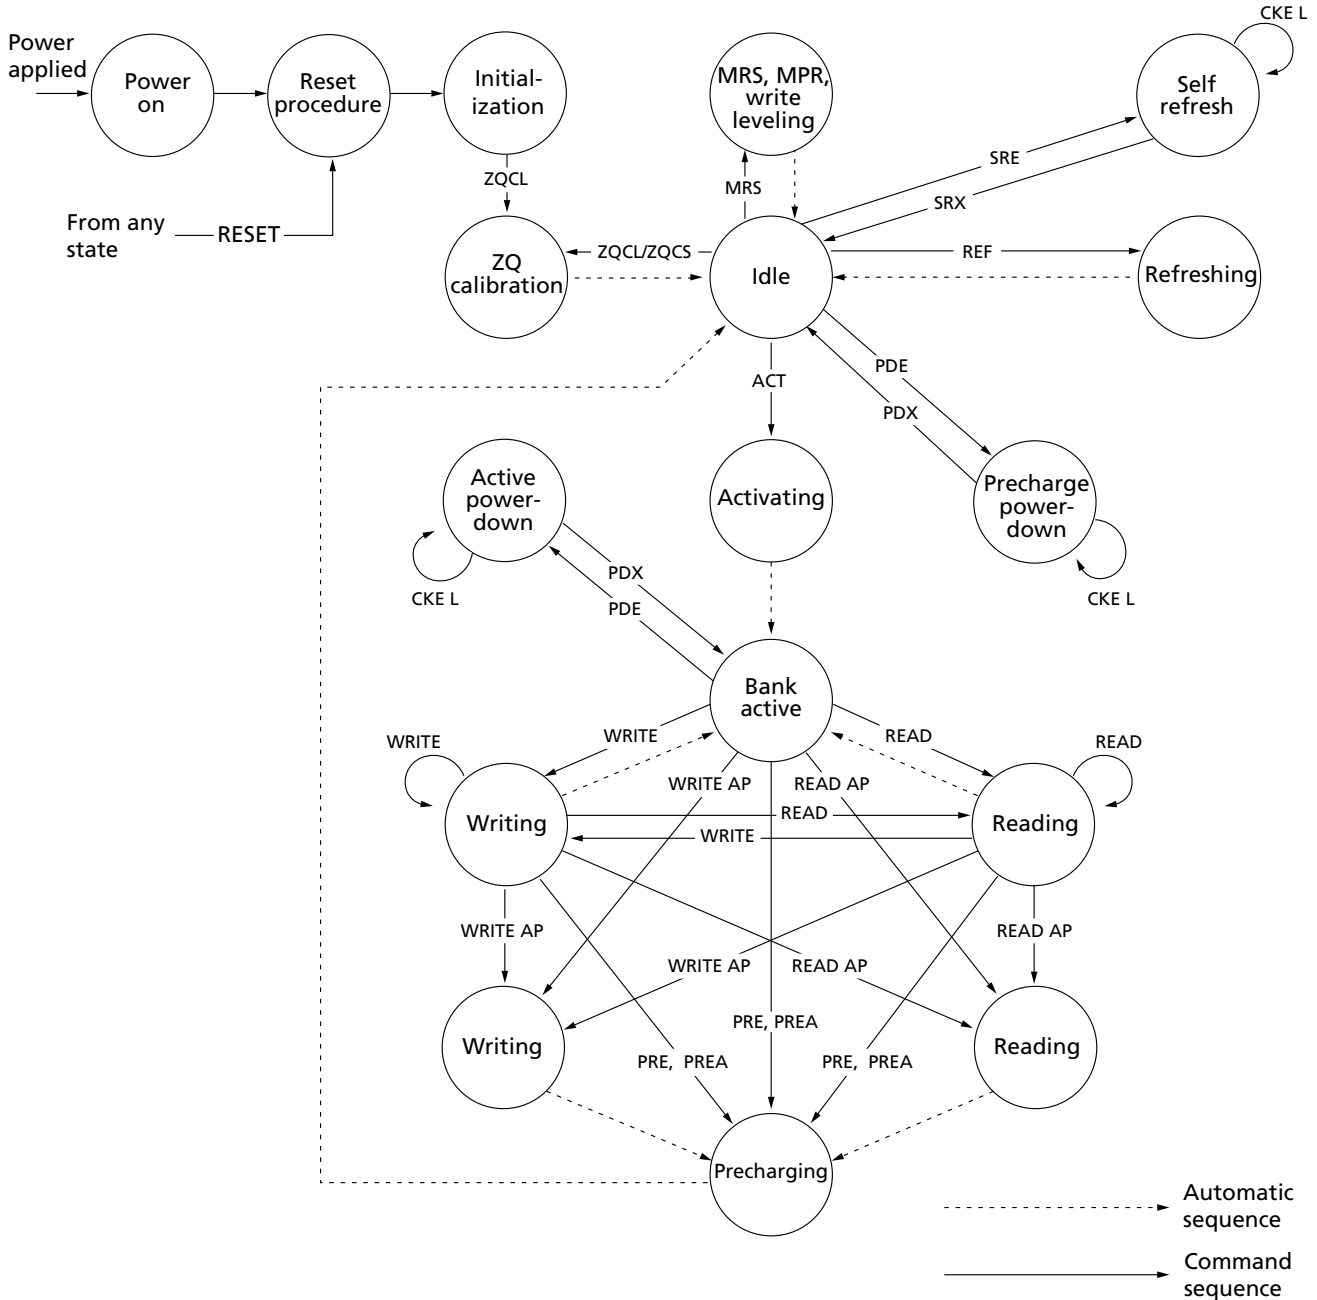 CKE L
Power
applied
Power
on
Reset
procedure
Initial-
ization
MRS, MPR,
write
leveling
Self
refresh
SRE
ZQCL
MRS
SRX
From any
state
RESET
ZQCL/ZQCS
REF
ZQ
calibration
Idle
Refreshing
PDE
ACT
PDX
Active
power-
down
Activating
Precharge
power-
down
PDX
CKE L
PDE
CKE L
Bank
active
WRITE
WRITE
READ
READ
WRITE AP
READ AP
Writing
READ
Reading
WRITE
WRITE AP
READ AP
WRITE AP
READ AP
PRE, PREA
Writing
Reading
PRE, PREA
PRE, PREA
Precharging
Automatic
sequence
Command
sequence